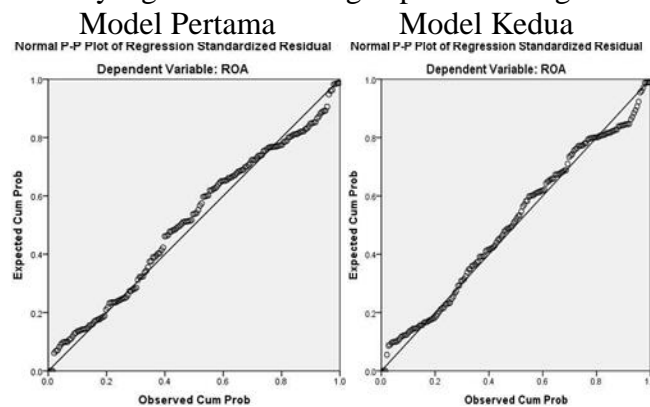 Model Pertama
Normal P-P Plot of Regression Standardized Residual
Dependent Variable: ROA
Expected Cum Prob
1.0
0.8
0.6
0.4
0.2
0.0
0.0 0.2 0.4 0.6 0.8 1.0
Observed Cum Prob
Model Kedua
Normal P-P Plot of Regression Standardized Residual
Dependent Variable: ROA
Expected Cum Prob
1.0
0.8
0.6
0.4
0.2
0.0
0.0 0.2 0.4 0.6 0.8 1.0
Observed Cum Prob